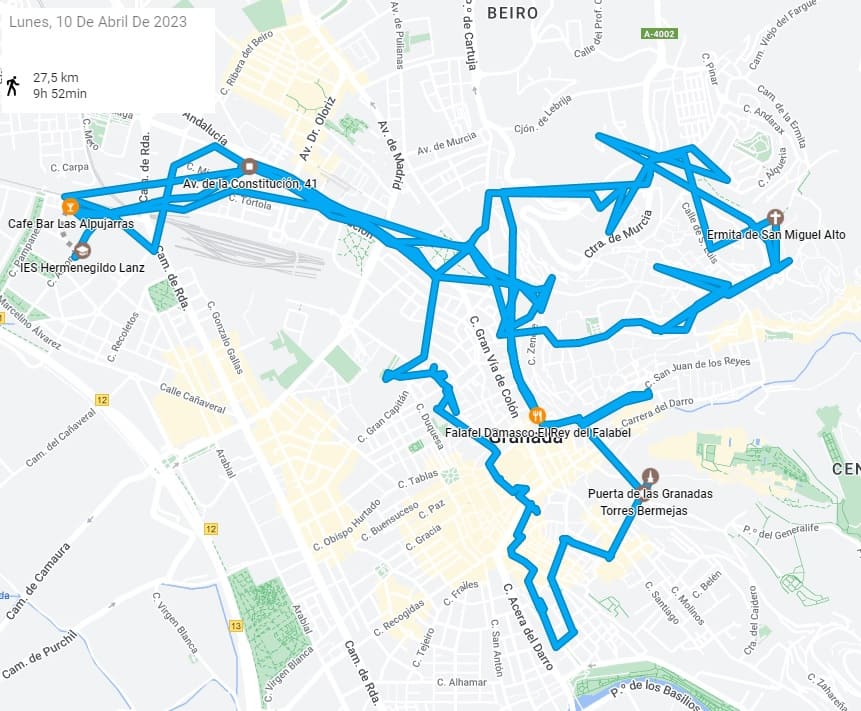 Lunes, 10 De Abril De 2023
27,5 km
9h 52min
BEIRO
A-4002
P.º de Cartuja
Av. de Pulianas
C. Ribera del Beiro
Av. Dr. Oloriz
Av. de Madrid
Av. de Murcia
Cjón. de Lebrija
Calle del Prof. C
C. Pinar
Cam. Viejo del Fargue
Cam. de la Ermita
C. Andarax
C. Alquería
Andalucía
C. Melo
Cam. de Rda.
C. Carpa
Av. de la Constitución, 41
C. Tórtola
Cafe Bar Las Alpujarras
IES Hermenegildo Lanz
C. Pampaneira
Ctra. de Murcia
Calle de S. Luis
Ermita de San Miguel Alto
Cam. de Rda.
Marcelino Álvarez
C. Recoletos
C. Gonzalo Gallas
C. Gran Vía de Colón
C. Zenete
C. San Juan de los Reyes
Carrera del Darro
12
Calle Cañaveral
C. Gran Capitán
C. Duquesa
Falafel Damasco El Rey del Falabel
Granada
Cam. del Cañaveral
Arabial
C. Tablas
CEN
Puerta de las Granadas
Torres Bermejas
12
C. Obispo Hurtado
C. Buensuceso
C. Paz
C. Gracia
P.º del Generalife
Cam. de Camaura
C. Virgen Blanca
13
Arabial
C. Virgen Blanca
C. Recogidas
C. Frailes
C. Tejeiro
C. San Antón
C. Acera del Darro
C. Santiago
C. Molinos
C. Belén
Cta. del Caidero
Cam. de Purchil
Cam. de Rda.
C. Alhamar
P.º de los Basilios